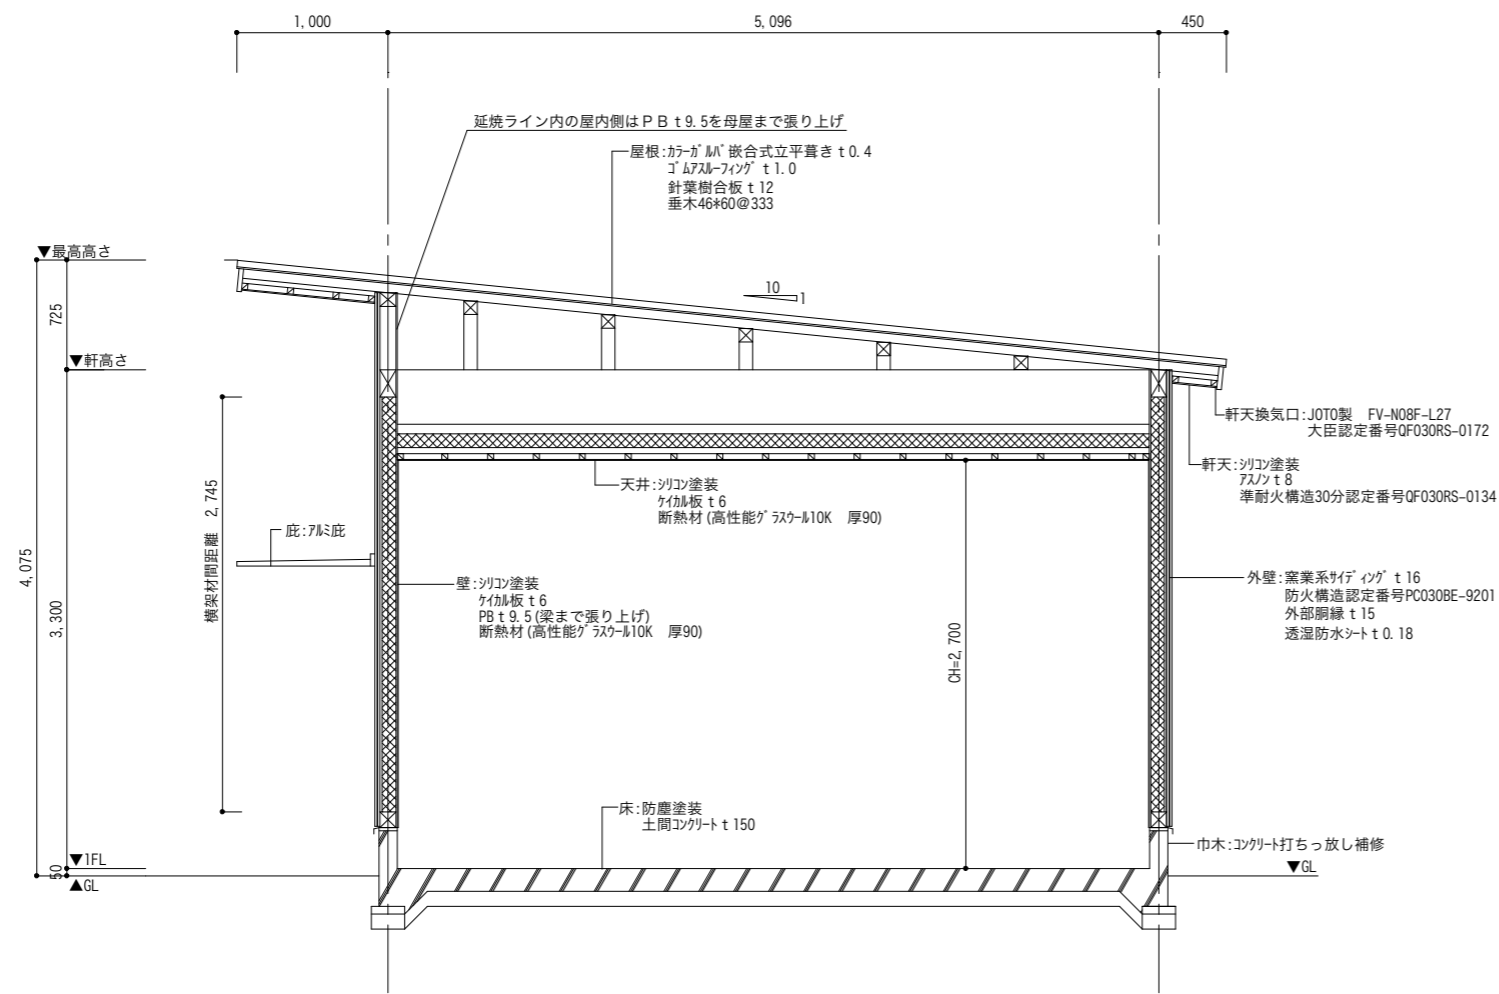 1,000
5,096
450
延焼ライン内の屋内側はＰＢｔ9.5を母屋まで張り上げ
屋根:ｶﾗｰｶﾞﾙﾊﾞ嵌合式立平葺きｔ0.4
ｺﾞﾑｱｽﾙｰﾌｨﾝｸﾞｔ1.0
針葉樹合板ｔ12
垂木46*60@333
▼最高高さ
725
10
1
▼軒高さ
軒天換気口:JOTO製　FV-N08F-L27
大臣認定番号QF030RS-0172
軒天:ｼﾘｺﾝ塗装
ｱｽﾉﾝｔ8
準耐火構造30分認定番号QF030RS-0134
天井:ｼﾘｺﾝ塗装
ｹｲｶﾙ板ｔ6
断熱材(高性能ｸﾞﾗｽｳｰﾙ10K　厚90)
横架材間距離　2,745
庇:ｱﾙﾐ庇
4,075
3,300
壁:ｼﾘｺﾝ塗装
ｹｲｶﾙ板ｔ6
PBｔ9.5(梁まで張り上げ)
断熱材(高性能ｸﾞﾗｽｳｰﾙ10K　厚90)
CH=2,700
外壁:窯業系ｻｲﾃﾞｨﾝｸﾞｔ16
防火構造認定番号PC030BE-9201
外部胴縁ｔ15
透湿防水ｼｰﾄｔ0.18
床:防塵塗装
土間ｺﾝｸﾘｰﾄｔ150
巾木:ｺﾝｸﾘｰﾄ打ちっ放し補修
▼1FL
50
▲GL
▼GL